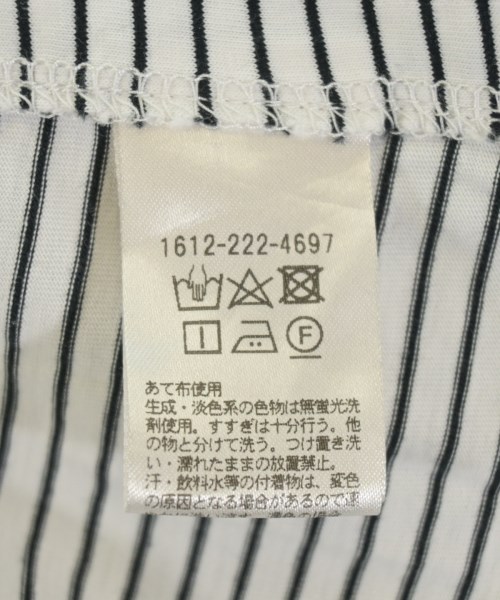 1612-222-4697
F
あて布使用
生成・淡色系の色物は無蛍光洗
剤使用。すすぎは十分行う。他
の物と分けて洗う。つけ置き洗
い・濡れたままの放置禁止。
汗・飲料水等の付着物は、変色
の原因となる場合があるので速